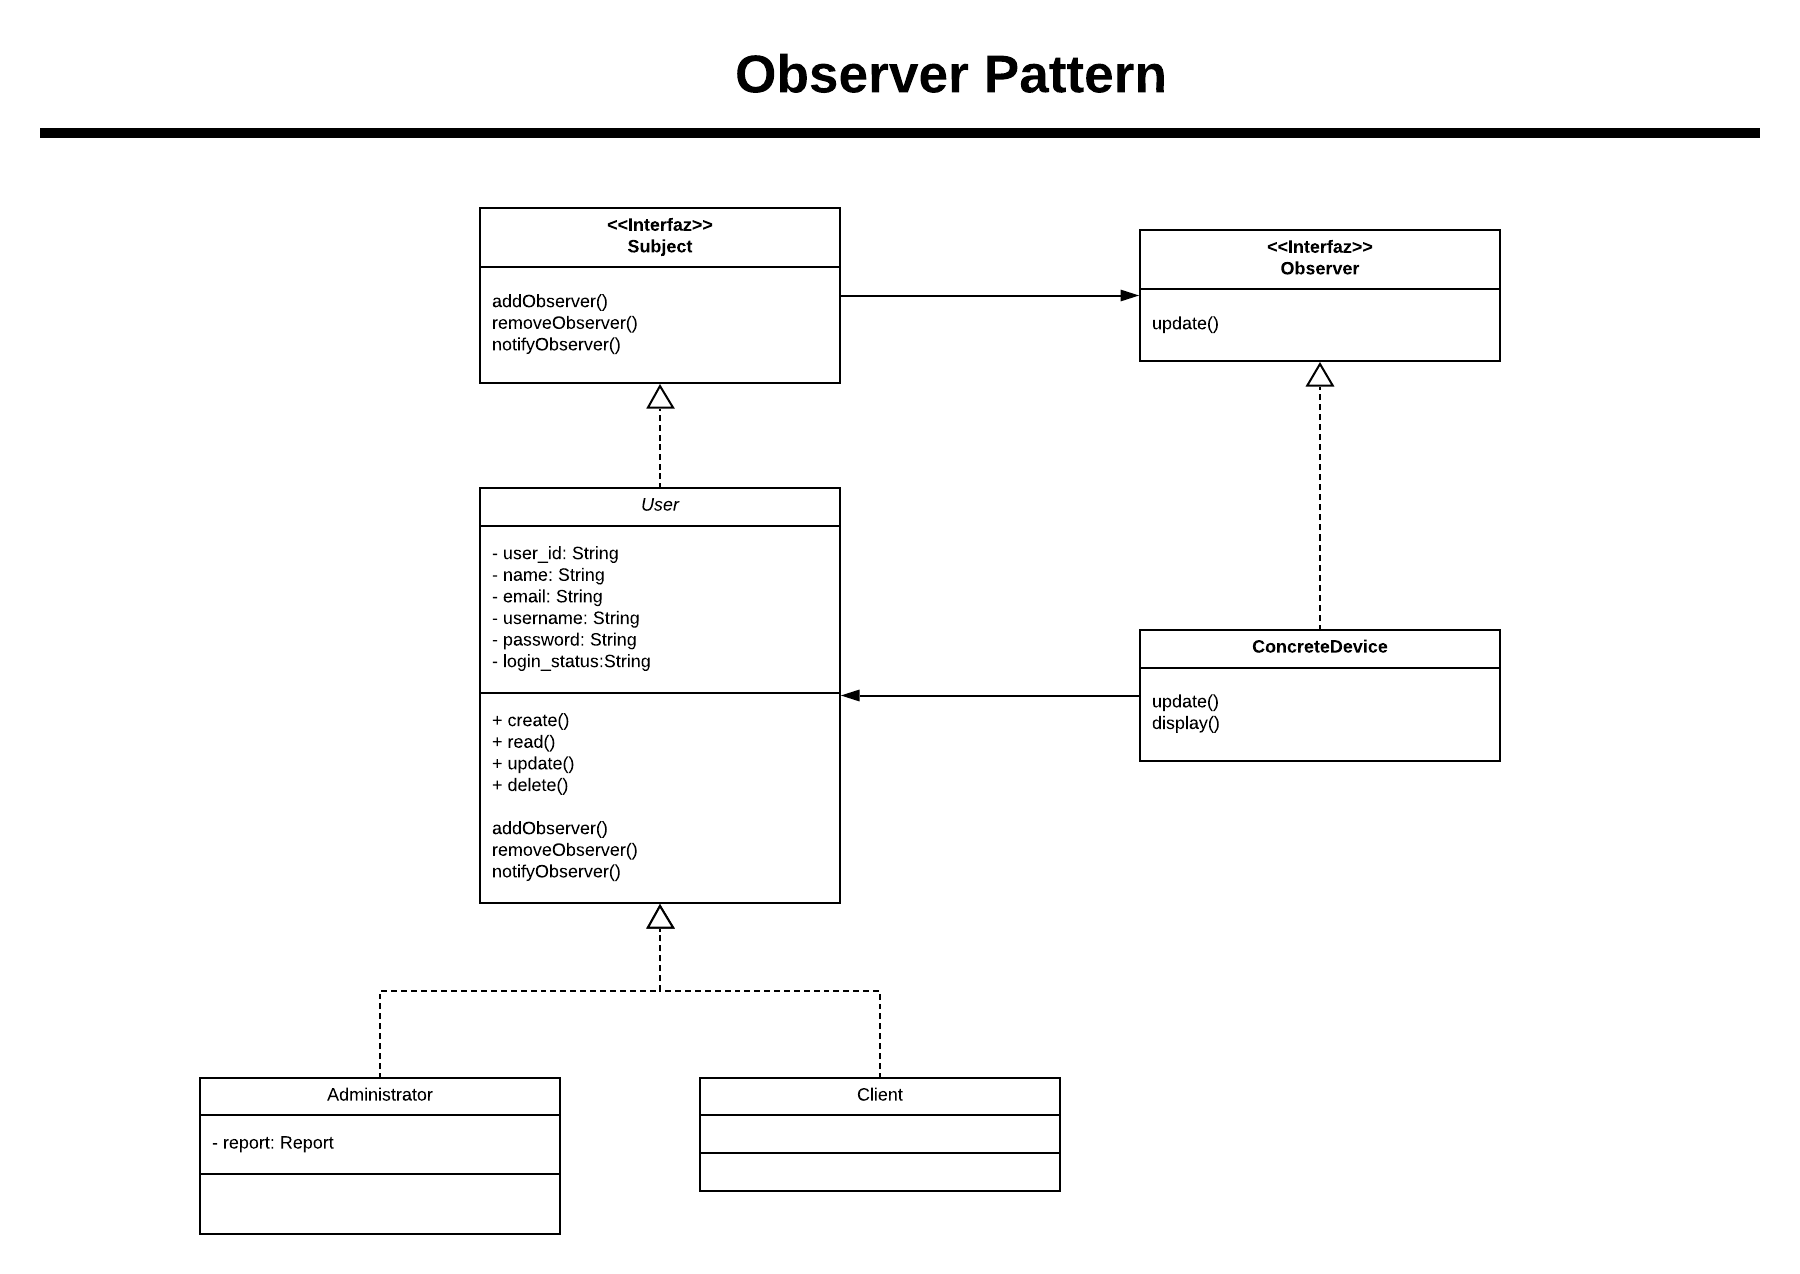 Observer Pattern
<<Interfaz>>
Subject
addObserver()
removeObserver()
notifyObserver()
<<Interfaz>>
Observer
update()
User
- user_id: String
- name: String
- email: String
- username: String
- password: String
- login_status:String
+ create()
+ read()
+ update()
+ delete()
addObserver()
removeObserver()
notifyObserver()
ConcreteDevice
update()
display()
Administrator
- report: Report
Client